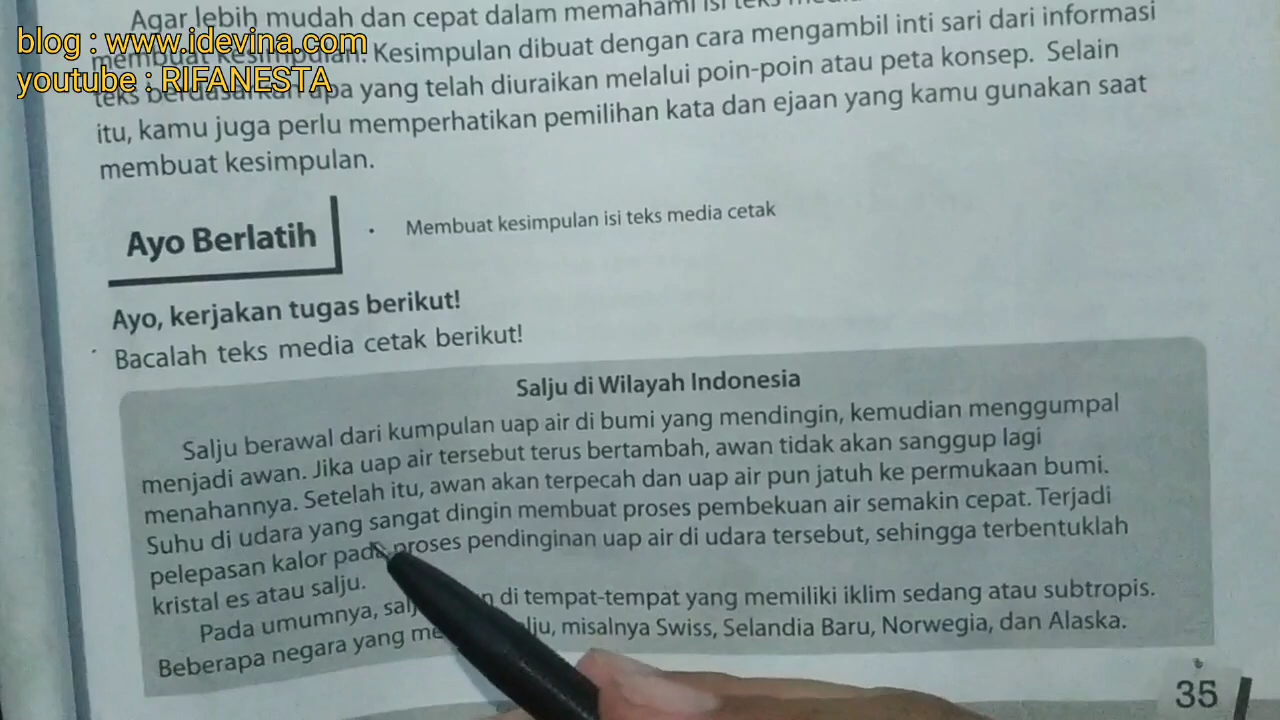 blog : www.idevina.com
youtube : RIFANESTA
Agar lebih mudah dan cepat dalam memahami isi teks
membuat kesimpulan. Kesimpulan dibuat dengan cara mengambil inti sari dari informasi
teks berdasarkan apa yang telah diuraikan melalui poin-poin atau peta konsep. Selain
itu, kamu juga perlu memperhatikan pemilihan kata dan ejaan yang kamu gunakan saat
membuat kesimpulan.
Ayo Berlatih
• Membuat kesimpulan isi teks media cetak
Ayo, kerjakan tugas berikut!
Bacalah teks media cetak berikut!
Salju di Wilayah Indonesia
Salju berawal dari kumpulan uap air di bumi yang mendingin, kemudian menggumpal
menjadi awan. Jika uap air tersebut terus bertambah, awan tidak akan sanggup lagi
menahannya. Setelah itu, awan akan terpecah dan uap air pun jatuh ke permukaan bumi.
Suhu di udara yang sangat dingin membuat proses pembekuan air semakin cepat. Terjadi
pelepasan kalor pada proses pendinginan uap air di udara tersebut, sehingga terbentuklah
kristal es atau salju.
Pada umumnya, di tempat-tempat yang memiliki iklim sedang atau subtropis.
Beberapa negara yang misalnya Swiss, Selandia Baru, Norwegia, dan Alaska.
35